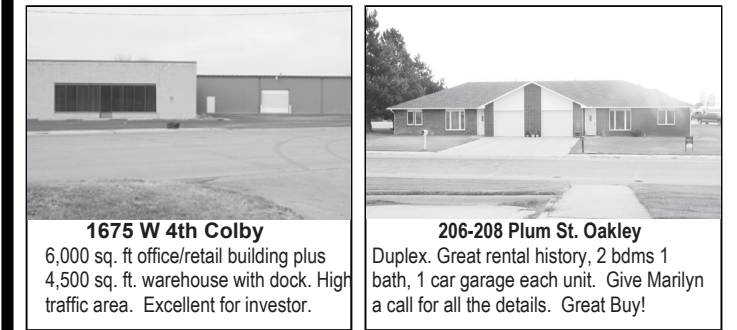 1675 W 4th Colby
6,000 sq. ft office/retail building plus
4,500 sq. ft. warehouse with dock. High
traffic area. Excellent for investor.
206-208 Plum St. Oakley
Duplex. Great rental history, 2 bdms 1
bath, 1 car garage each unit. Give Marilyn
a call for all the details. Great Buy!